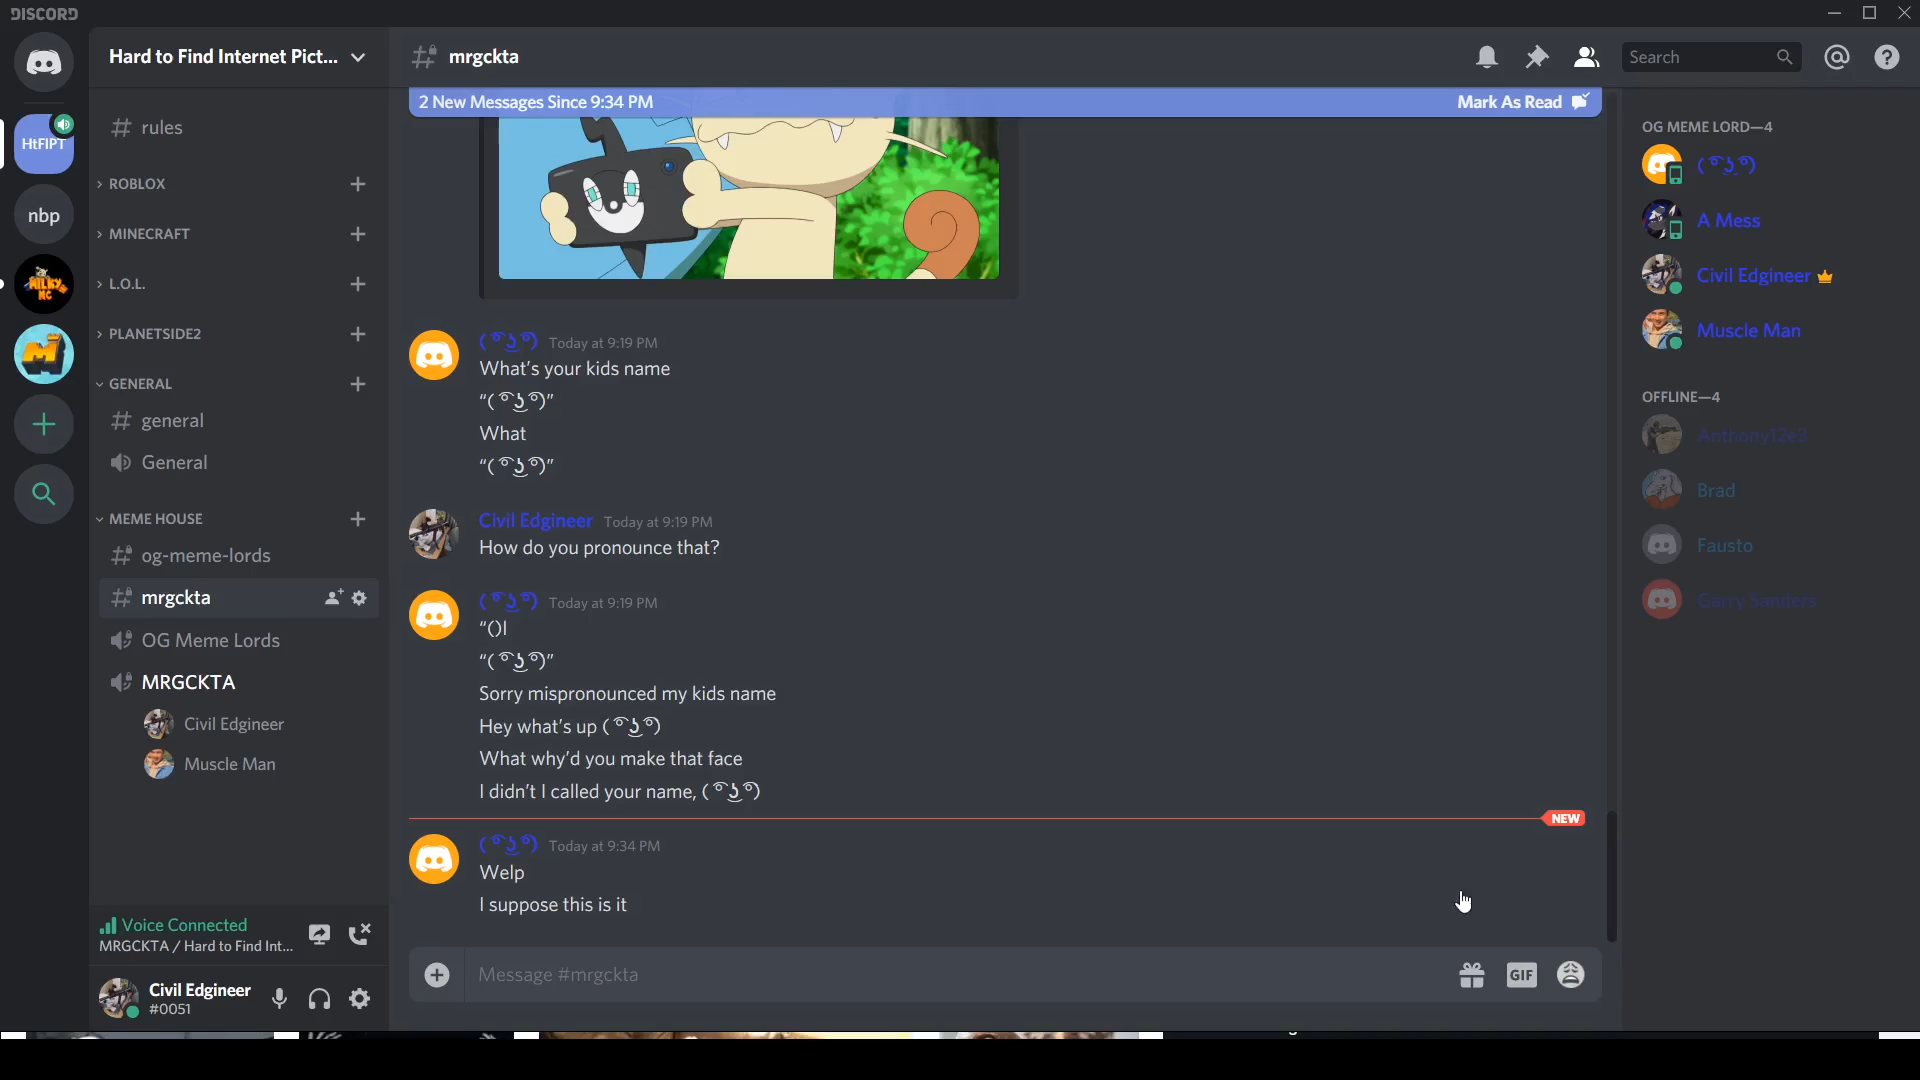 DISCORD
HtFIPT
nbp
MILKY MC
Hard to Find Internet Pict...
rules
ROBLOX
MINECRAFT
L.O.L.
PLANETSIDE2
GENERAL
general
General
MEME HOUSE
og-meme-lords
mrgckta
OG Meme Lords
MRGCKTA
Civil Edgineer
Muscle Man
Voice Connected
MRGCKTA / Hard to Find Int...
Civil Edgineer
#0051
mrgckta
Search
2 New Messages Since 9:34 PM
Mark As Read
( ͡° ͜ʖ ͡°) Today at 9:19 PM
What's your kids name
“( ͡° ͜ʖ ͡°)”
What
“( ͡° ͜ʖ ͡°)”
Civil Edgineer Today at 9:19 PM
How do you pronounce that?
( ͡° ͜ʖ ͡°) Today at 9:19 PM
“()l
“( ͡° ͜ʖ ͡°)”
Sorry mispronounced my kids name
Hey what's up ( ͡° ͜ʖ ͡°)
What why'd you make that face
I didn't I called your name, ( ͡° ͜ʖ ͡°)
NEW
( ͡° ͜ʖ ͡°) Today at 9:34 PM
Welp
I suppose this is it
Message #mrgckta
GIF
OG MEME LORD—4
( ͡° ͜ʖ ͡°)
A Mess
Civil Edgineer
Muscle Man
OFFLINE—4
Anthony12e3
Brad
Fausto
Garry Sanders